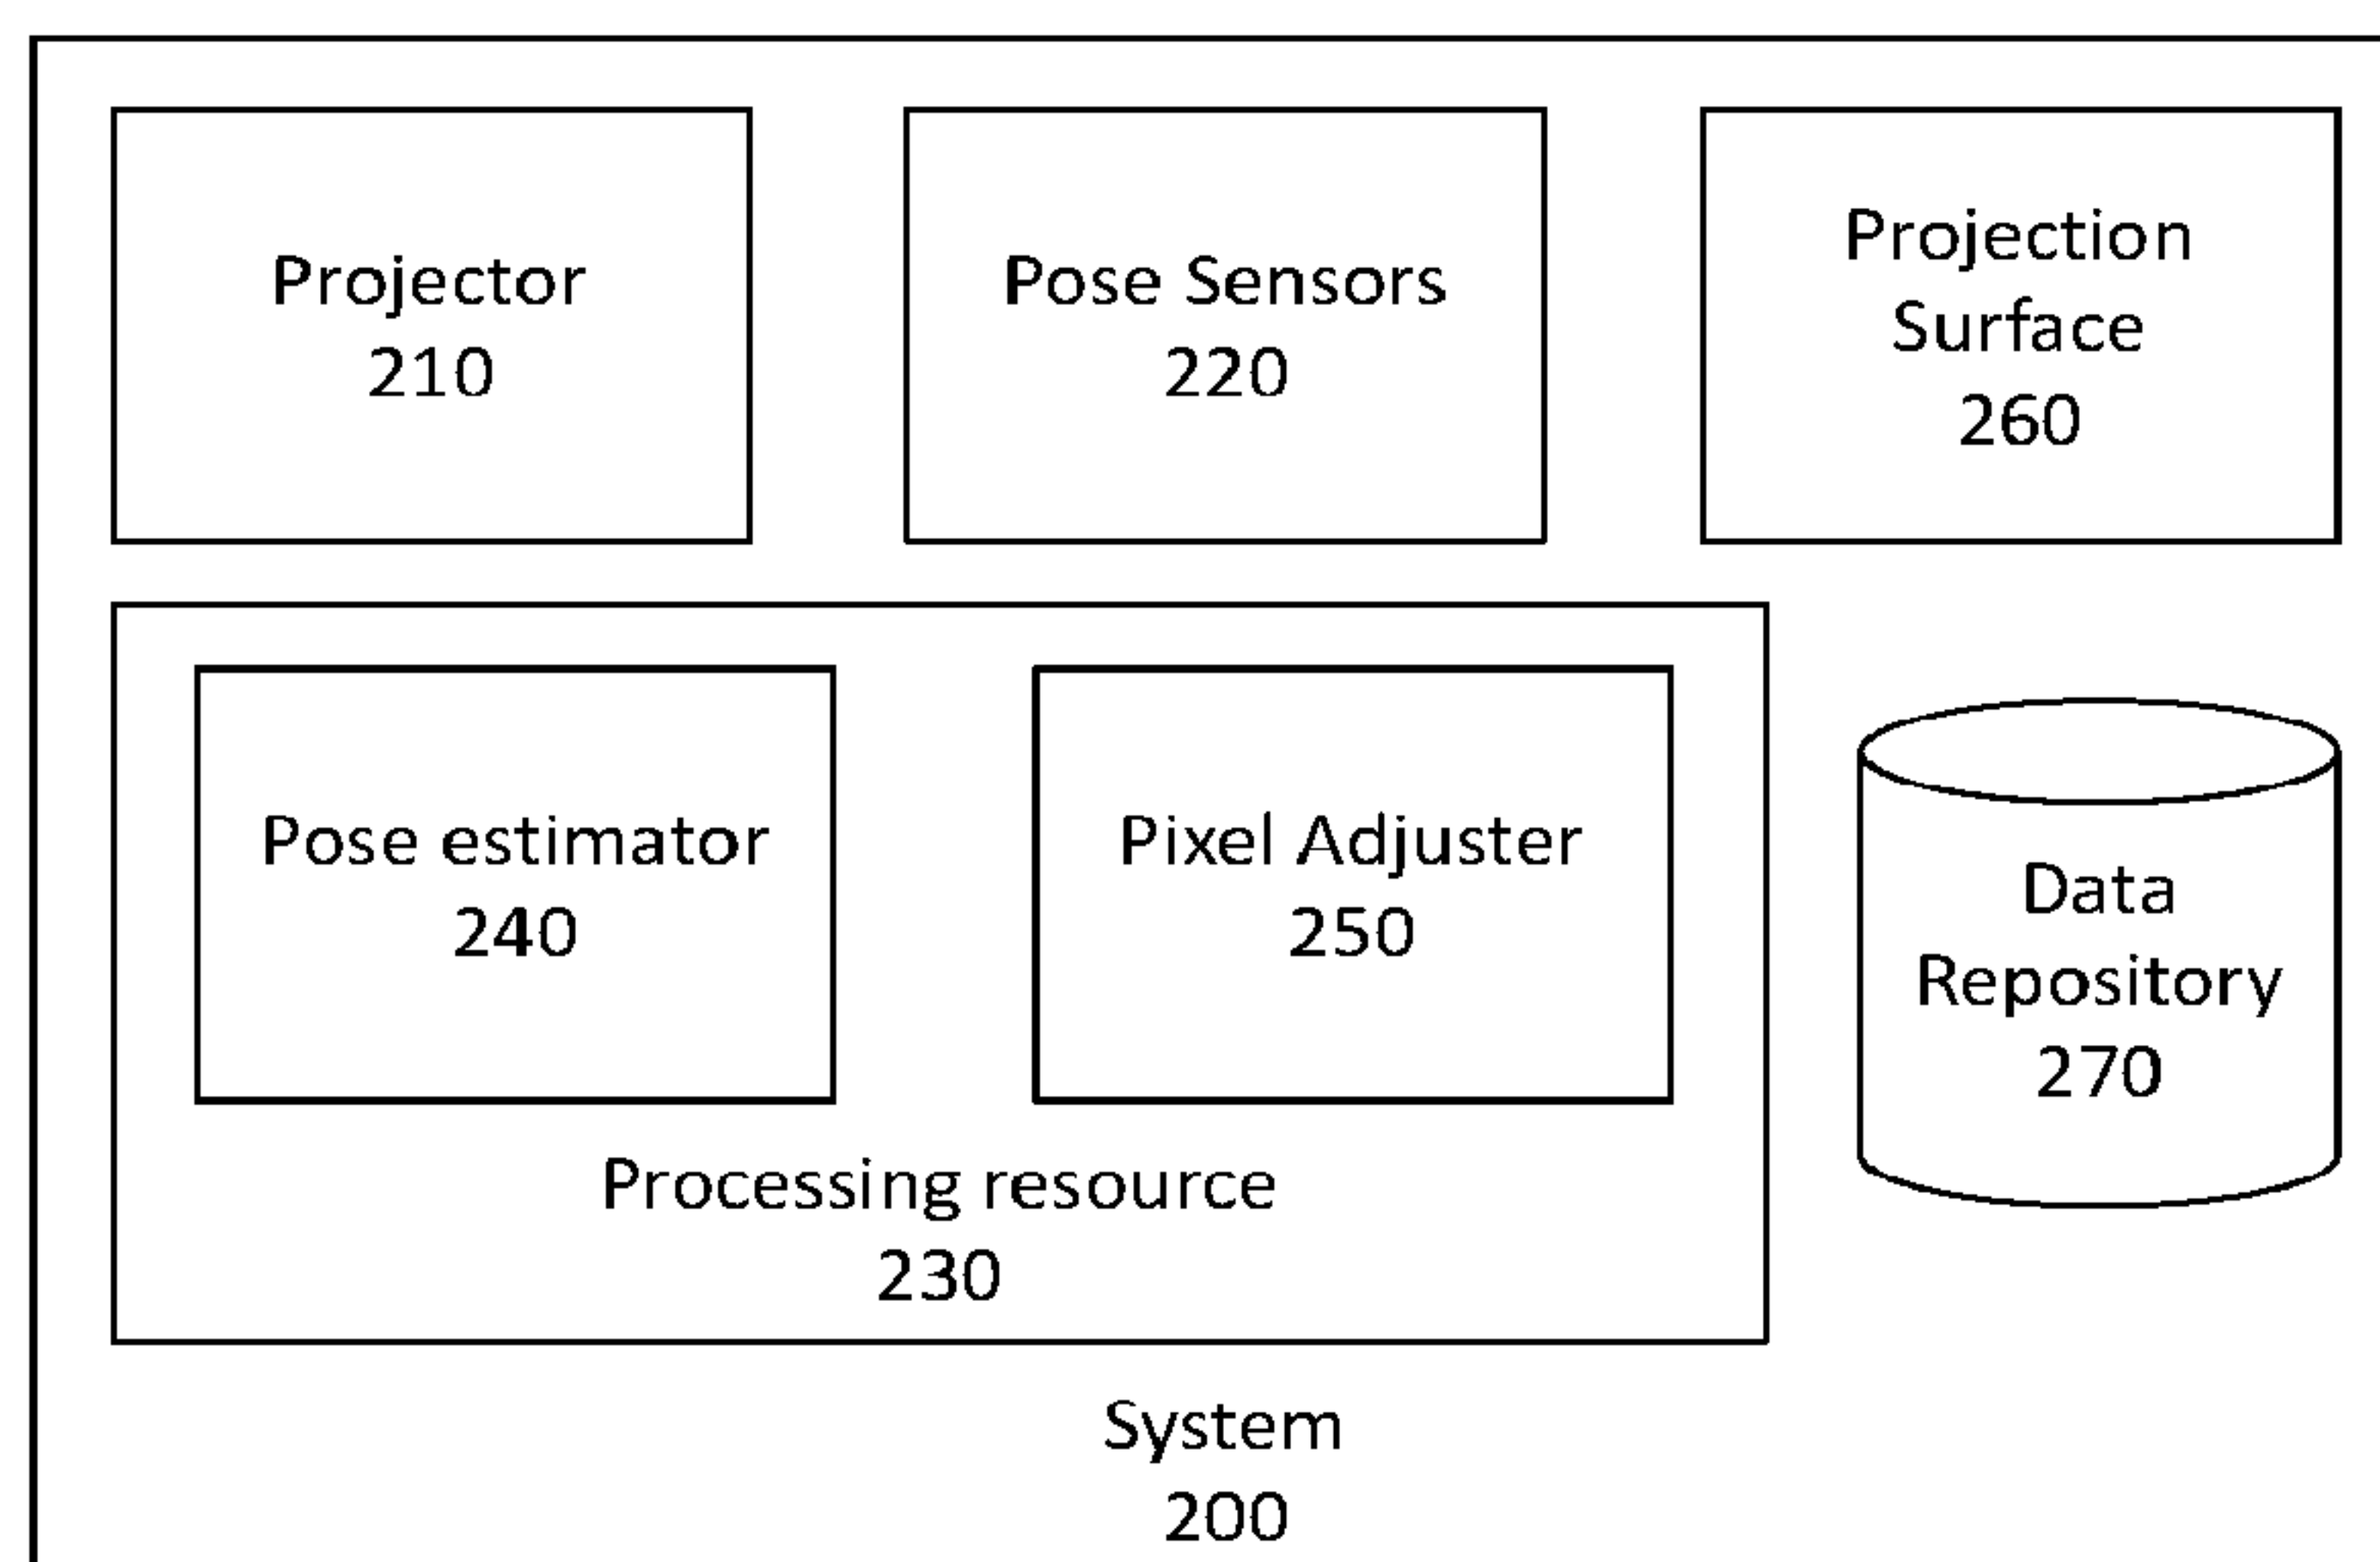 Projector
210
Pose Sensors
220
Projection
Surface
260
Pose estimator
240
Pixel Adjuster
250
Data
Repository
270
Processing resource
230
System
200